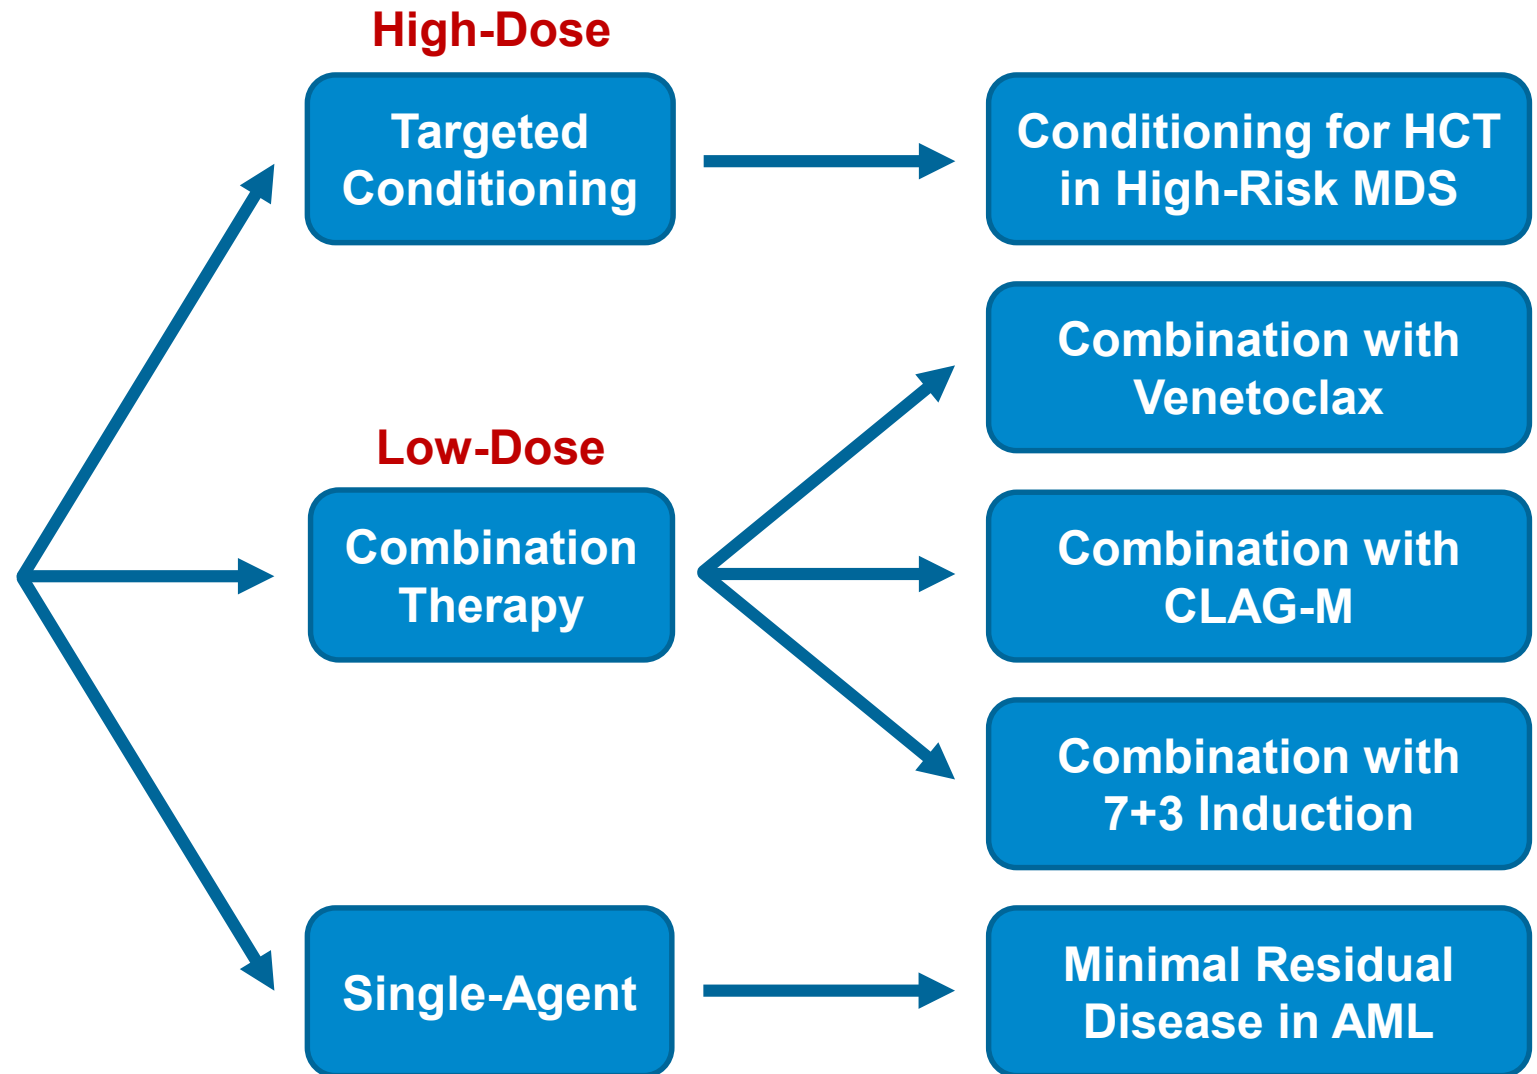 High-Dose
Targeted
Conditioning
Conditioning for HCT
in High-Risk MDS
Combination with
Venetoclax
Low-Dose
Combination
Therapy
Combination with
CLAG-M
Combination with
7+3 Induction
Single-Agent
Minimal Residual
Disease in AML